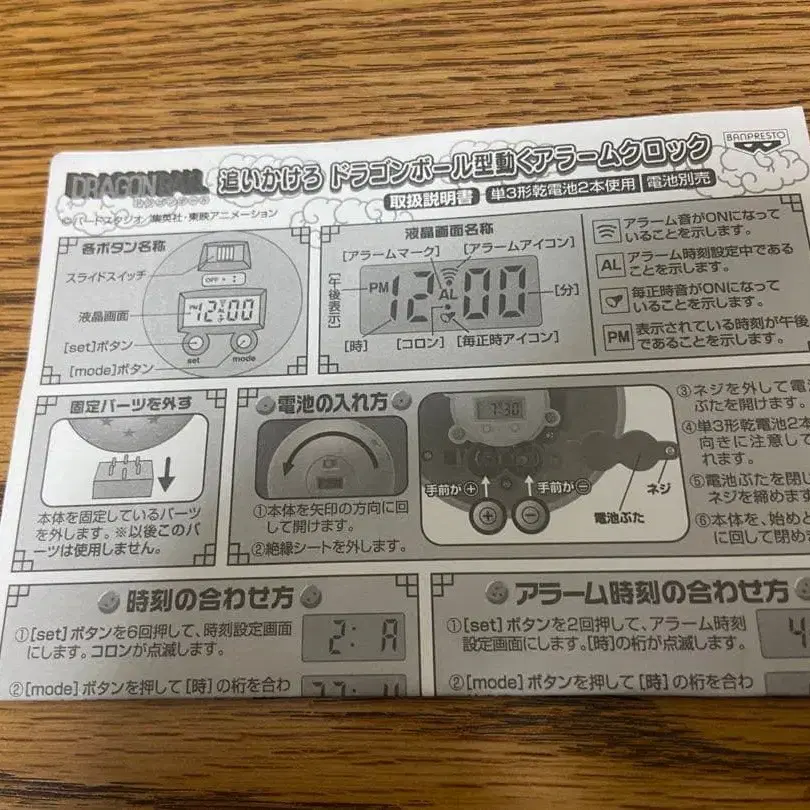 DRAGON BALL
追いかけろ ドラゴンボール型動くアラームクロック
BANPRESTO
取扱説明書 単3形乾電池2本使用 電池別売
©バードスタジオ/集英社・東映アニメーション
各ボタン名称
スライドスイッチ
OFF
液晶画面
PM 12:00
[set]ボタン
[mode]ボタン
set mode
液晶画面名称
[アラームマーク] [アラームアイコン]
[午後表示]
PM 12:00
AL
[分]
[時] [コロン] [毎正時アイコン]
アラーム音がONになって
いることを示します。
AL アラーム時刻設定中である
ことを示します。
毎正時音がONになって
いることを示します。
PM 表示されている時刻が午後
であることを示します。
固定パーツを外す
本体を固定しているパーツ
を外します。※以後このパ
ーツは使用しません。
電池の入れ方
①本体を矢印の方向に回
して開けます。
②絶縁シートを外します。
7:30
手前が⊕ 手前が⊖
⊕ ⊖
電池ぶた
ネジ
③ネジを外して電
ぶたを開けます。
④単3形乾電池2本
向きに注意して
れます。
⑤電池ぶたを閉じ
ネジを締めます
⑥本体を、始めと
に回して閉めま
時刻の合わせ方
①[set]ボタンを6回押して、時刻設定画面
にします。コロンが点滅します。
2: A
②[mode]ボタンを押して[時]の桁を合わ
アラーム時刻の合わせ方
①[set]ボタンを2回押して、アラーム時刻
設定画面にします。[時]の桁が点滅します。
4
②[mode]ボタンを押して[時]の桁を合わ